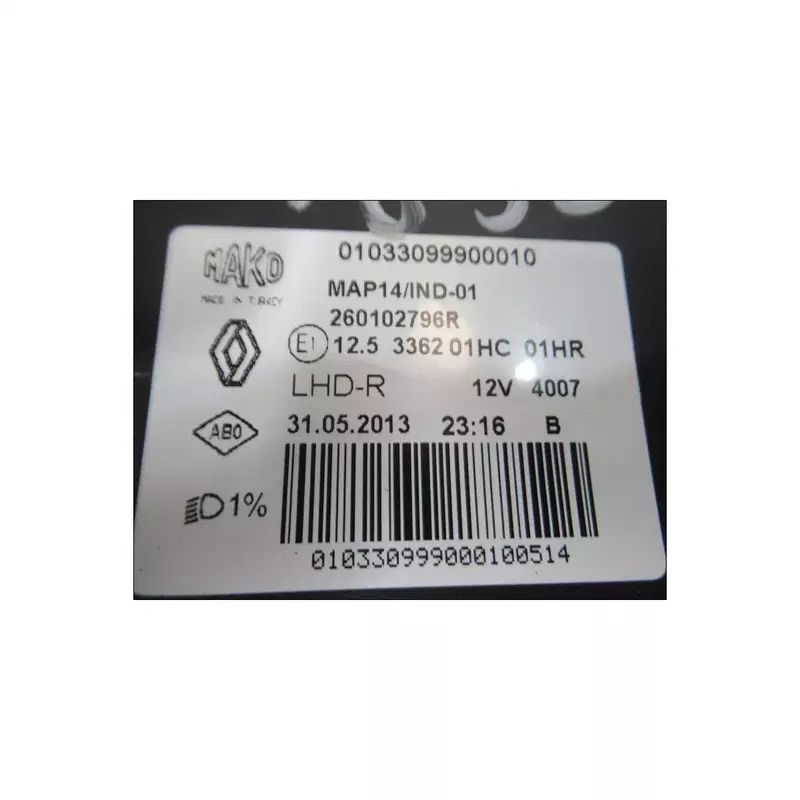 MAKO
MADE IN TURKEY
01033099900010
MAP14/IND-01
260102796R
E1 12.5 3362 01HC 01HR
LHD-R 12V 4007
ABO
31.05.2013 23:16 B
1%
010330999000100514